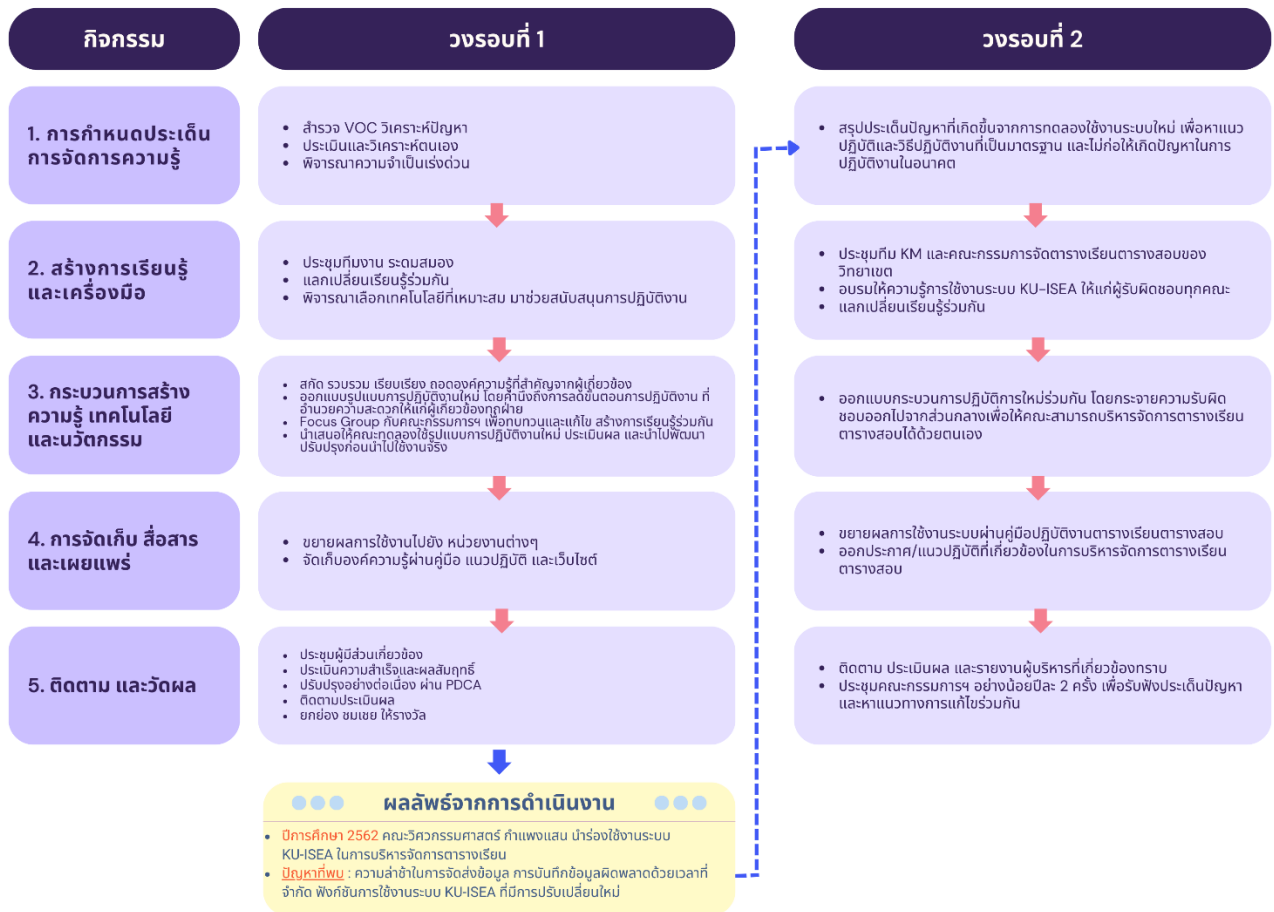 กิจกรรม
วงรอบที่ 1
วงรอบที่ 2
1. การกำหนดประเด็น
การจัดการความรู้
• สำรวจ VOC วิเคราะห์ปัญหา
• ประเมินและวิเคราะห์ตนเอง
• พิจารณาความจำเป็นเร่งด่วน
• สรุปประเด็นปัญหาที่เกิดขึ้นจากการทดลองใช้งานระบบใหม่ เพื่อหาแนว
ปฏิบัติและวิธีปฏิบัติงานที่เป็นมาตรฐาน และไม่ก่อให้เกิดปัญหาในการ
ปฏิบัติงานในอนาคต
2. สร้างการเรียนรู้
และเครื่องมือ
• ประชุมทีมงาน ระดมสมอง
• แลกเปลี่ยนเรียนรู้ร่วมกัน
• พิจารณาเลือกเทคโนโลยีที่เหมาะสม มาช่วยสนับสนุนการปฏิบัติงาน
• ประชุมทีม KM และคณะกรรมการจัดตารางเรียนตารางสอบของ
วิทยาเขต
• อบรมให้ความรู้การใช้งานระบบ KU-ISEA ให้แก่ผู้รับผิดชอบทุกคณะ
• แลกเปลี่ยนเรียนรู้ร่วมกัน
3. กระบวนการสร้าง
ความรู้ เทคโนโลยี
และนวัตกรรม
• สกัด รวบรวม เรียบเรียง ถอดองค์ความรู้ที่สำคัญจากผู้เกี่ยวข้อง
• ออกแบบรูปแบบการปฏิบัติงานใหม่ โดยคำนึงถึงการลดขั้นตอนการปฏิบัติงาน ที่
อำนวยความสะดวกให้แก่ผู้เกี่ยวข้องทุกฝ่าย
• Focus Group กับคณะกรรมการฯ เพื่อทบทวนและแก้ไข สร้างการเรียนรู้ร่วมกัน
• นำเสนอให้คณะทดลองใช้รูปแบบการปฏิบัติงานใหม่ ประเมินผล และนำไปพัฒนา
ปรับปรุงก่อนนำไปใช้งานจริง
• ออกแบบกระบวนการปฏิบัติการใหม่ร่วมกัน โดยกระจายความรับผิด
ชอบออกไปจากส่วนกลางเพื่อให้คณะสามารถบริหารจัดการตารางเรียน
ตารางสอบได้ด้วยตนเอง
4. การจัดเก็บ สื่อสาร
และเผยแพร่
• ขยายผลการใช้งานไปยัง หน่วยงานต่างๆ
• จัดเก็บองค์ความรู้ผ่านคู่มือ แนวปฏิบัติ และเว็บไซต์
• ขยายผลการใช้งานระบบผ่านคู่มือปฏิบัติงานตารางเรียนตารางสอบ
• ออกประกาศ/แนวปฏิบัติที่เกี่ยวข้องในการบริหารจัดการตารางเรียน
ตารางสอบ
5. ติดตาม และวัดผล
• ประชุมผู้มีส่วนเกี่ยวข้อง
• ประเมินความสำเร็จและผลสัมฤทธิ์
• ปรับปรุงอย่างต่อเนื่อง ผ่าน PDCA
• ติดตามประเมินผล
• ยกย่อง ชมเชย ให้รางวัล
• ติดตาม ประเมินผล และรายงานผู้บริหารที่เกี่ยวข้องทราบ
• ประชุมคณะกรรมการฯ อย่างน้อยปีละ 2 ครั้ง เพื่อรับฟังประเด็นปัญหา
และหาแนวทางการแก้ไขร่วมกัน
ผลลัพธ์จากการดำเนินงาน
• ปีการศึกษา 2562 คณะวิศวกรรมศาสตร์ กำแพงแสน นำร่องใช้งานระบบ
KU-ISEA ในการบริหารจัดการตารางเรียน
• ปัญหาที่พบ : ความล่าช้าในการจัดส่งข้อมูล การบันทึกข้อมูลผิดพลาดด้วยเวลาที่
จำกัด ฟังก์ชันการใช้งานระบบ KU-ISEA ที่มีการปรับเปลี่ยนใหม่